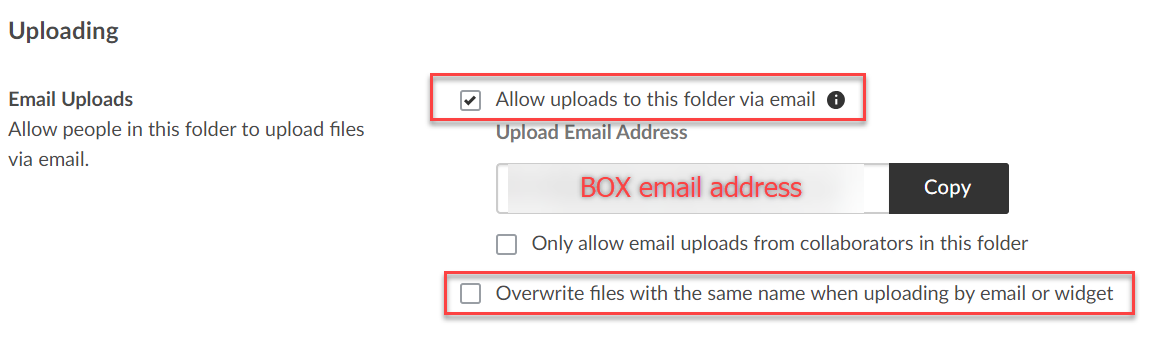 Uploading
Email Uploads
Allow people in this folder to upload files
via email.
Allow uploads to this folder via email
Upload Email Address
BOX email address
Copy
Only allow email uploads from collaborators in this folder
Overwrite files with the same name when uploading by email or widget